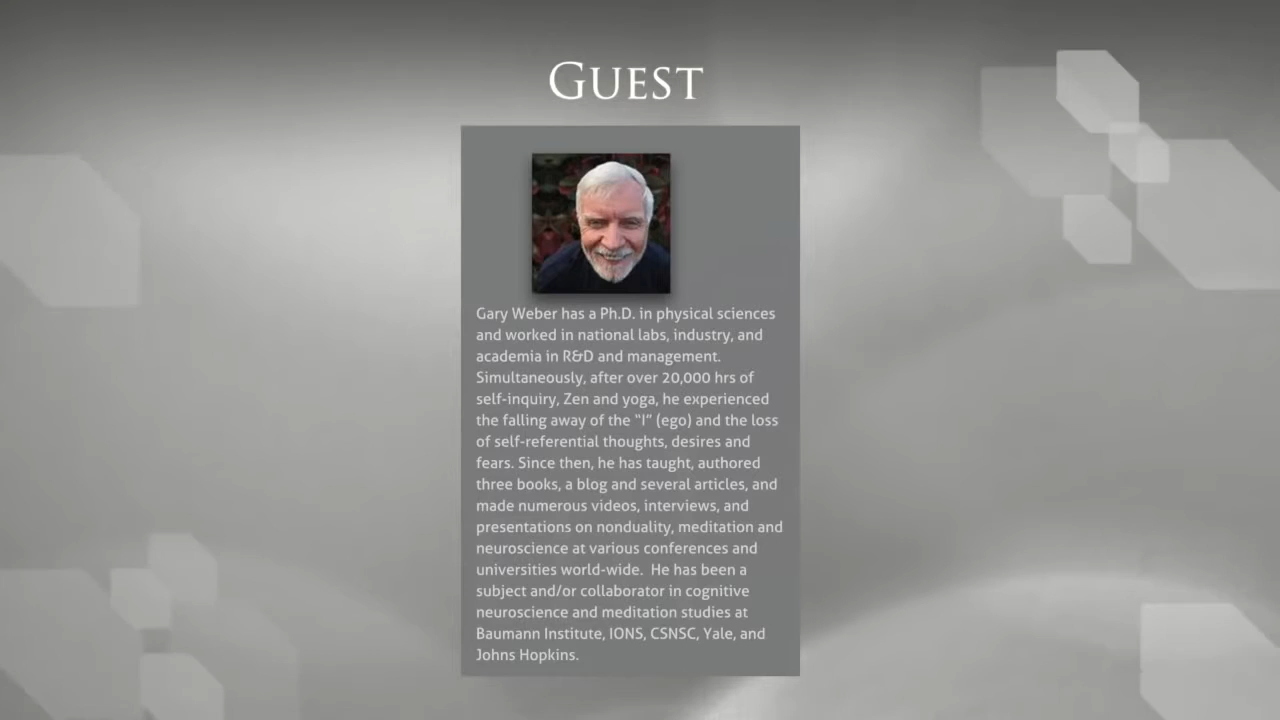 GUEST
Gary Weber has a Ph.D. in physical sciences
and worked in national labs, industry, and
academia in R&D and management.
Simultaneously, after over 20,000 hrs of
self-inquiry, Zen and yoga, he experienced
the falling away of the “I” (ego) and the loss
of self-referential thoughts, desires and
fears. Since then, he has taught, authored
three books, a blog and several articles, and
made numerous videos, interviews, and
presentations on nonduality, meditation and
neuroscience at various conferences and
universities world-wide.  He has been a
subject and/or collaborator in cognitive
neuroscience and meditation studies at
Baumann Institute, IONS, CSNSC, Yale, and
Johns Hopkins.